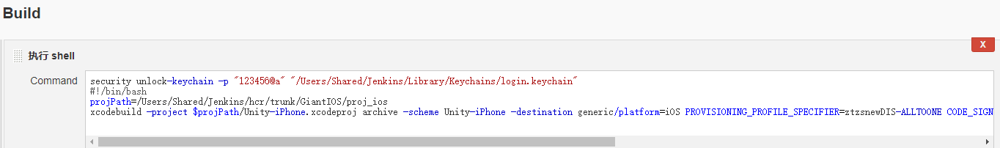 Build
执行 shell
X
Command
security unlock-keychain -p "123456@a" "/Users/Shared/Jenkins/Library/Keychains/login.keychain"
#!/bin/bash
projPath=/Users/Shared/Jenkins/hcr/trunk/GiantIOS/proj_ios
xcodebuild -project $projPath/Unity-iPhone.xcodeproj archive -scheme Unity-iPhone -destination generic/platform=iOS PROVISIONING_PROFILE_SPECIFIER=ztzsnewDIS-ALLTOONE CODE_SIGN